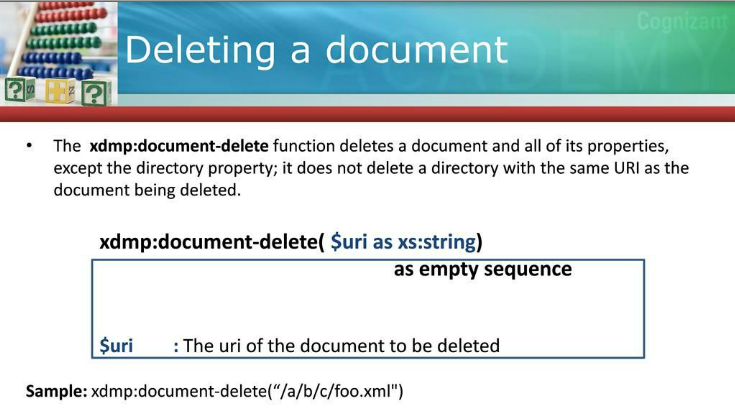 Cognizant
ACADEMY
Deleting a document
• The xdmp:document-delete function deletes a document and all of its properties,
except the directory property; it does not delete a directory with the same URI as the
document being deleted.
xdmp:document-delete( $uri as xs:string)
as empty sequence
$uri : The uri of the document to be deleted
Sample: xdmp:document-delete(“/a/b/c/foo.xml")